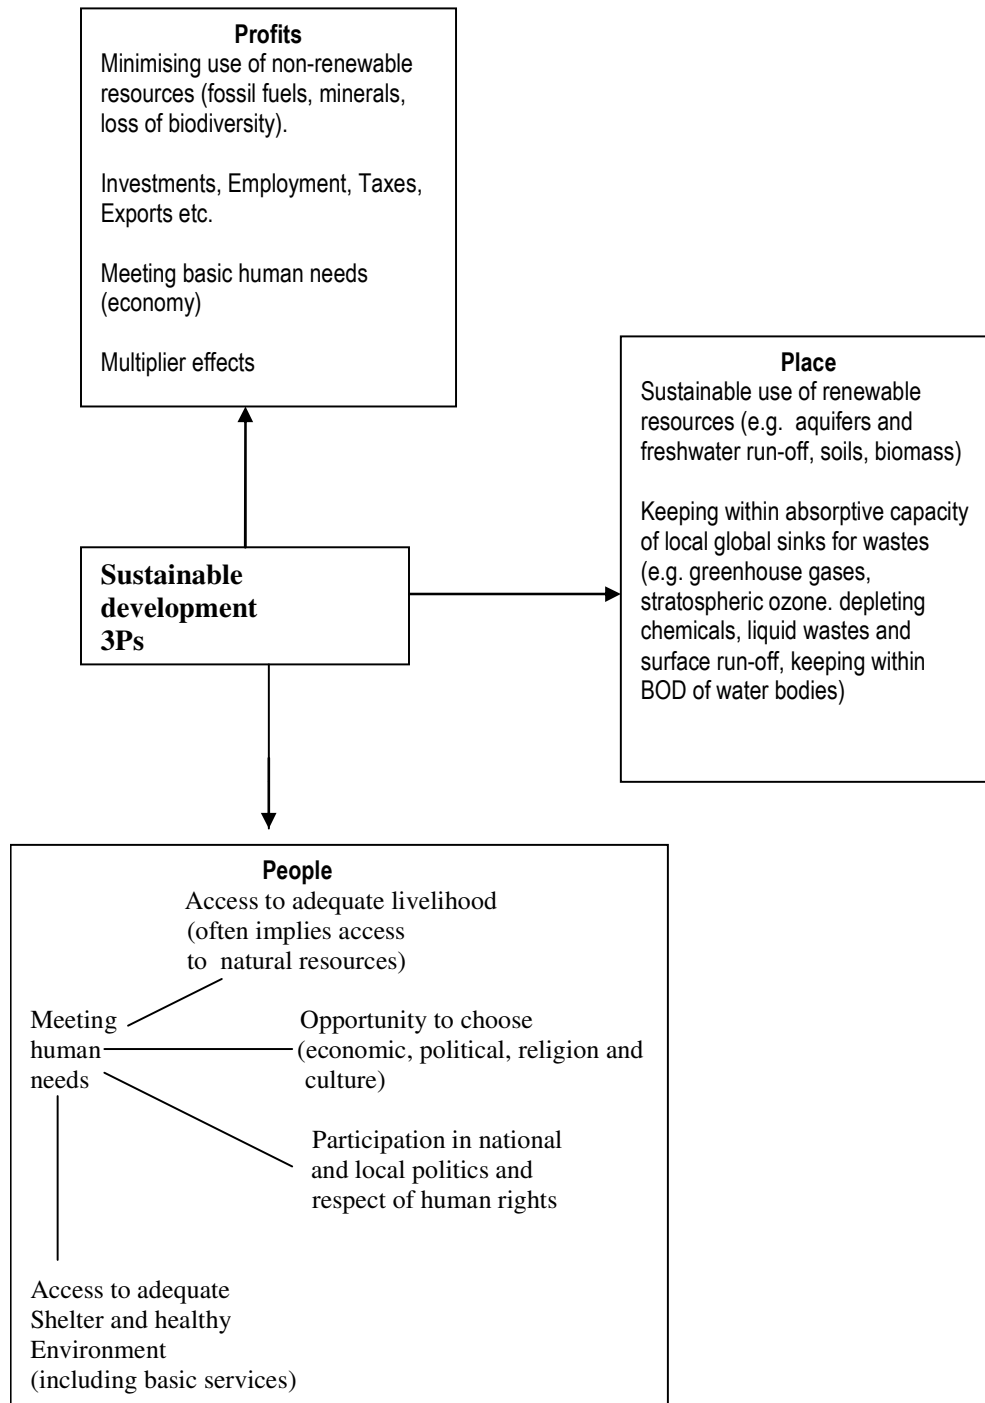 Profits
Minimising use of non-renewable
resources (fossil fuels, minerals,
loss of biodiversity).
Investments, Employment, Taxes,
Exports etc.
Meeting basic human needs
(economy)
Multiplier effects
Place
Sustainable use of renewable
resources (e.g. aquifers and
freshwater run-off, soils, biomass)
Keeping within absorptive capacity
of local global sinks for wastes
(e.g. greenhouse gases,
stratospheric ozone. depleting
chemicals, liquid wastes and
surface run-off, keeping within
BOD of water bodies)
Sustainable
development
3Ps
People
Access to adequate livelihood
(often implies access
to natural resources)
Meeting
human
needs
Opportunity to choose
(economic, political, religion and
culture)
Participation in national
and local politics and
respect of human rights
Access to adequate
Shelter and healthy
Environment
(including basic services)